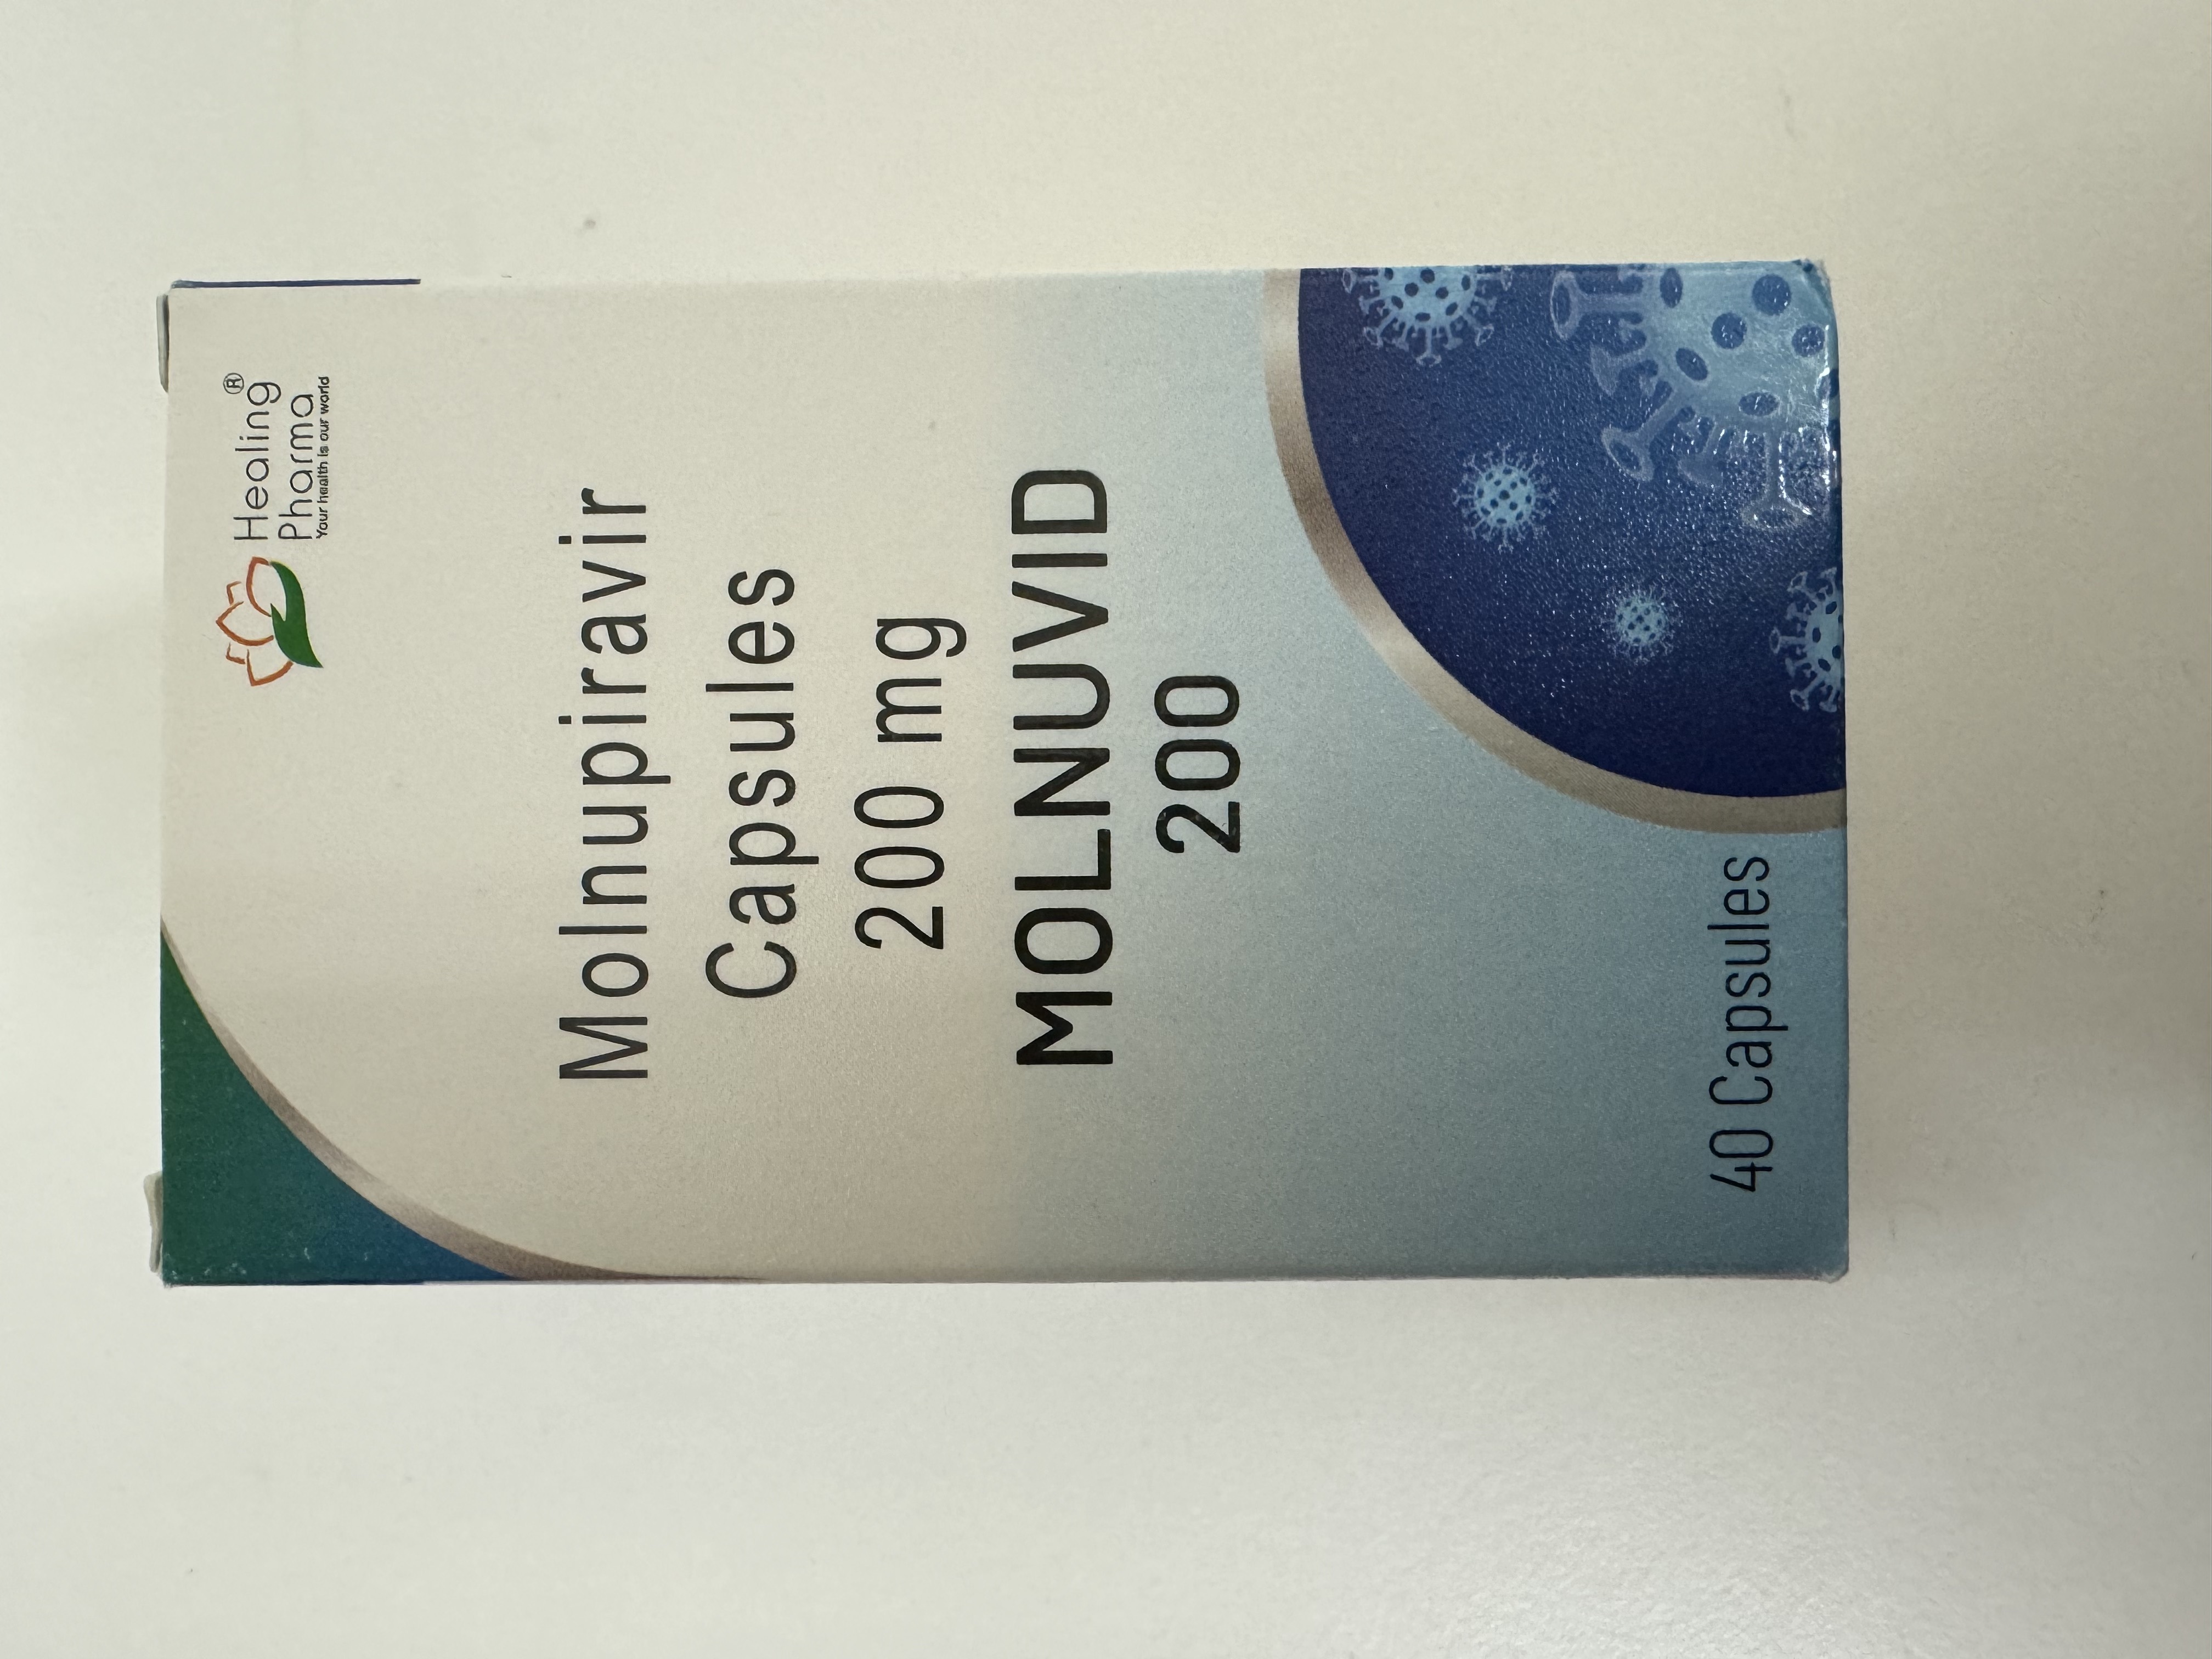 Healing®
Pharma
Your health is our world
Molnupiravir
Capsules
200 mg
MOLNUVID
200
40 Capsules